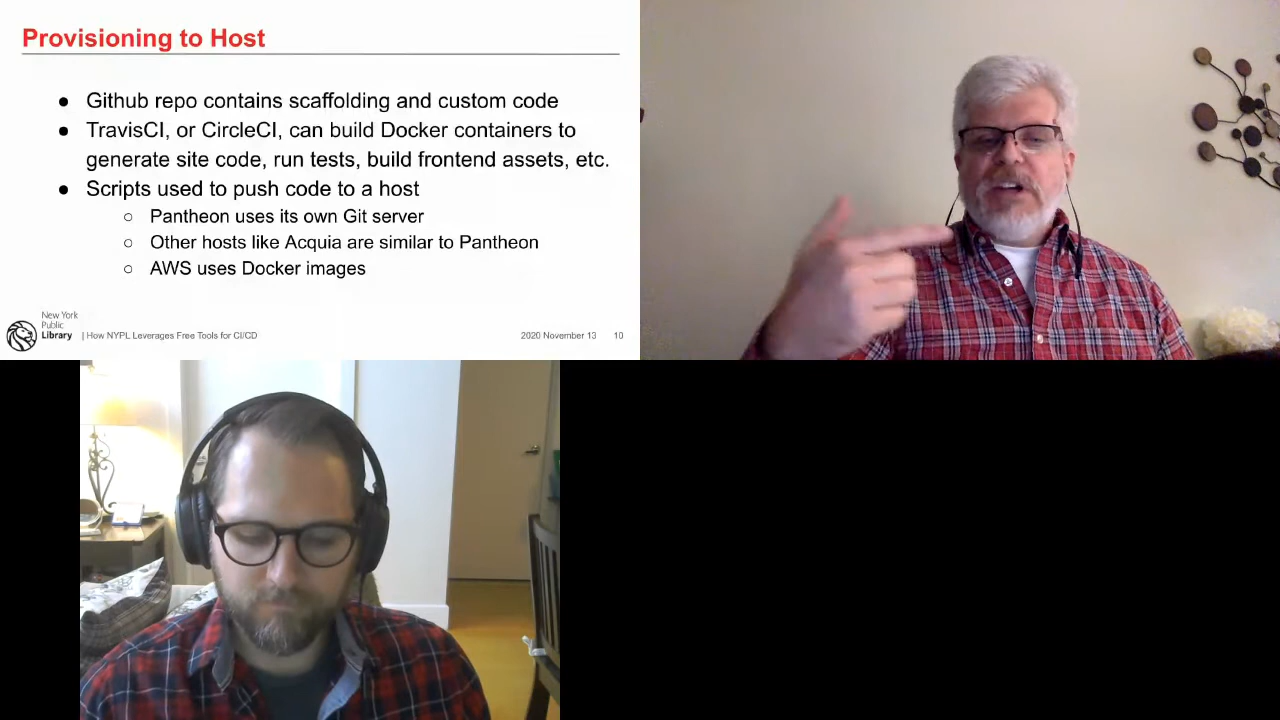 Provisioning to Host
● Github repo contains scaffolding and custom code
● TravisCI, or CircleCI, can build Docker containers to
generate site code, run tests, build frontend assets, etc.
● Scripts used to push code to a host
○ Pantheon uses its own Git server
○ Other hosts like Acquia are similar to Pantheon
○ AWS uses Docker images
New York
Public
Library | How NYPL Leverages Free Tools for CI/CD 2020 November 13 10